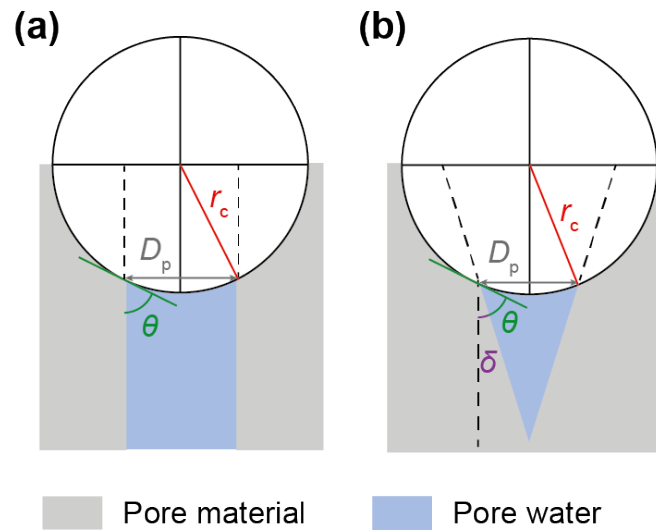 (a) (b)
r_c r_c
D_p D_p
θ θ
δ
Pore material Pore water